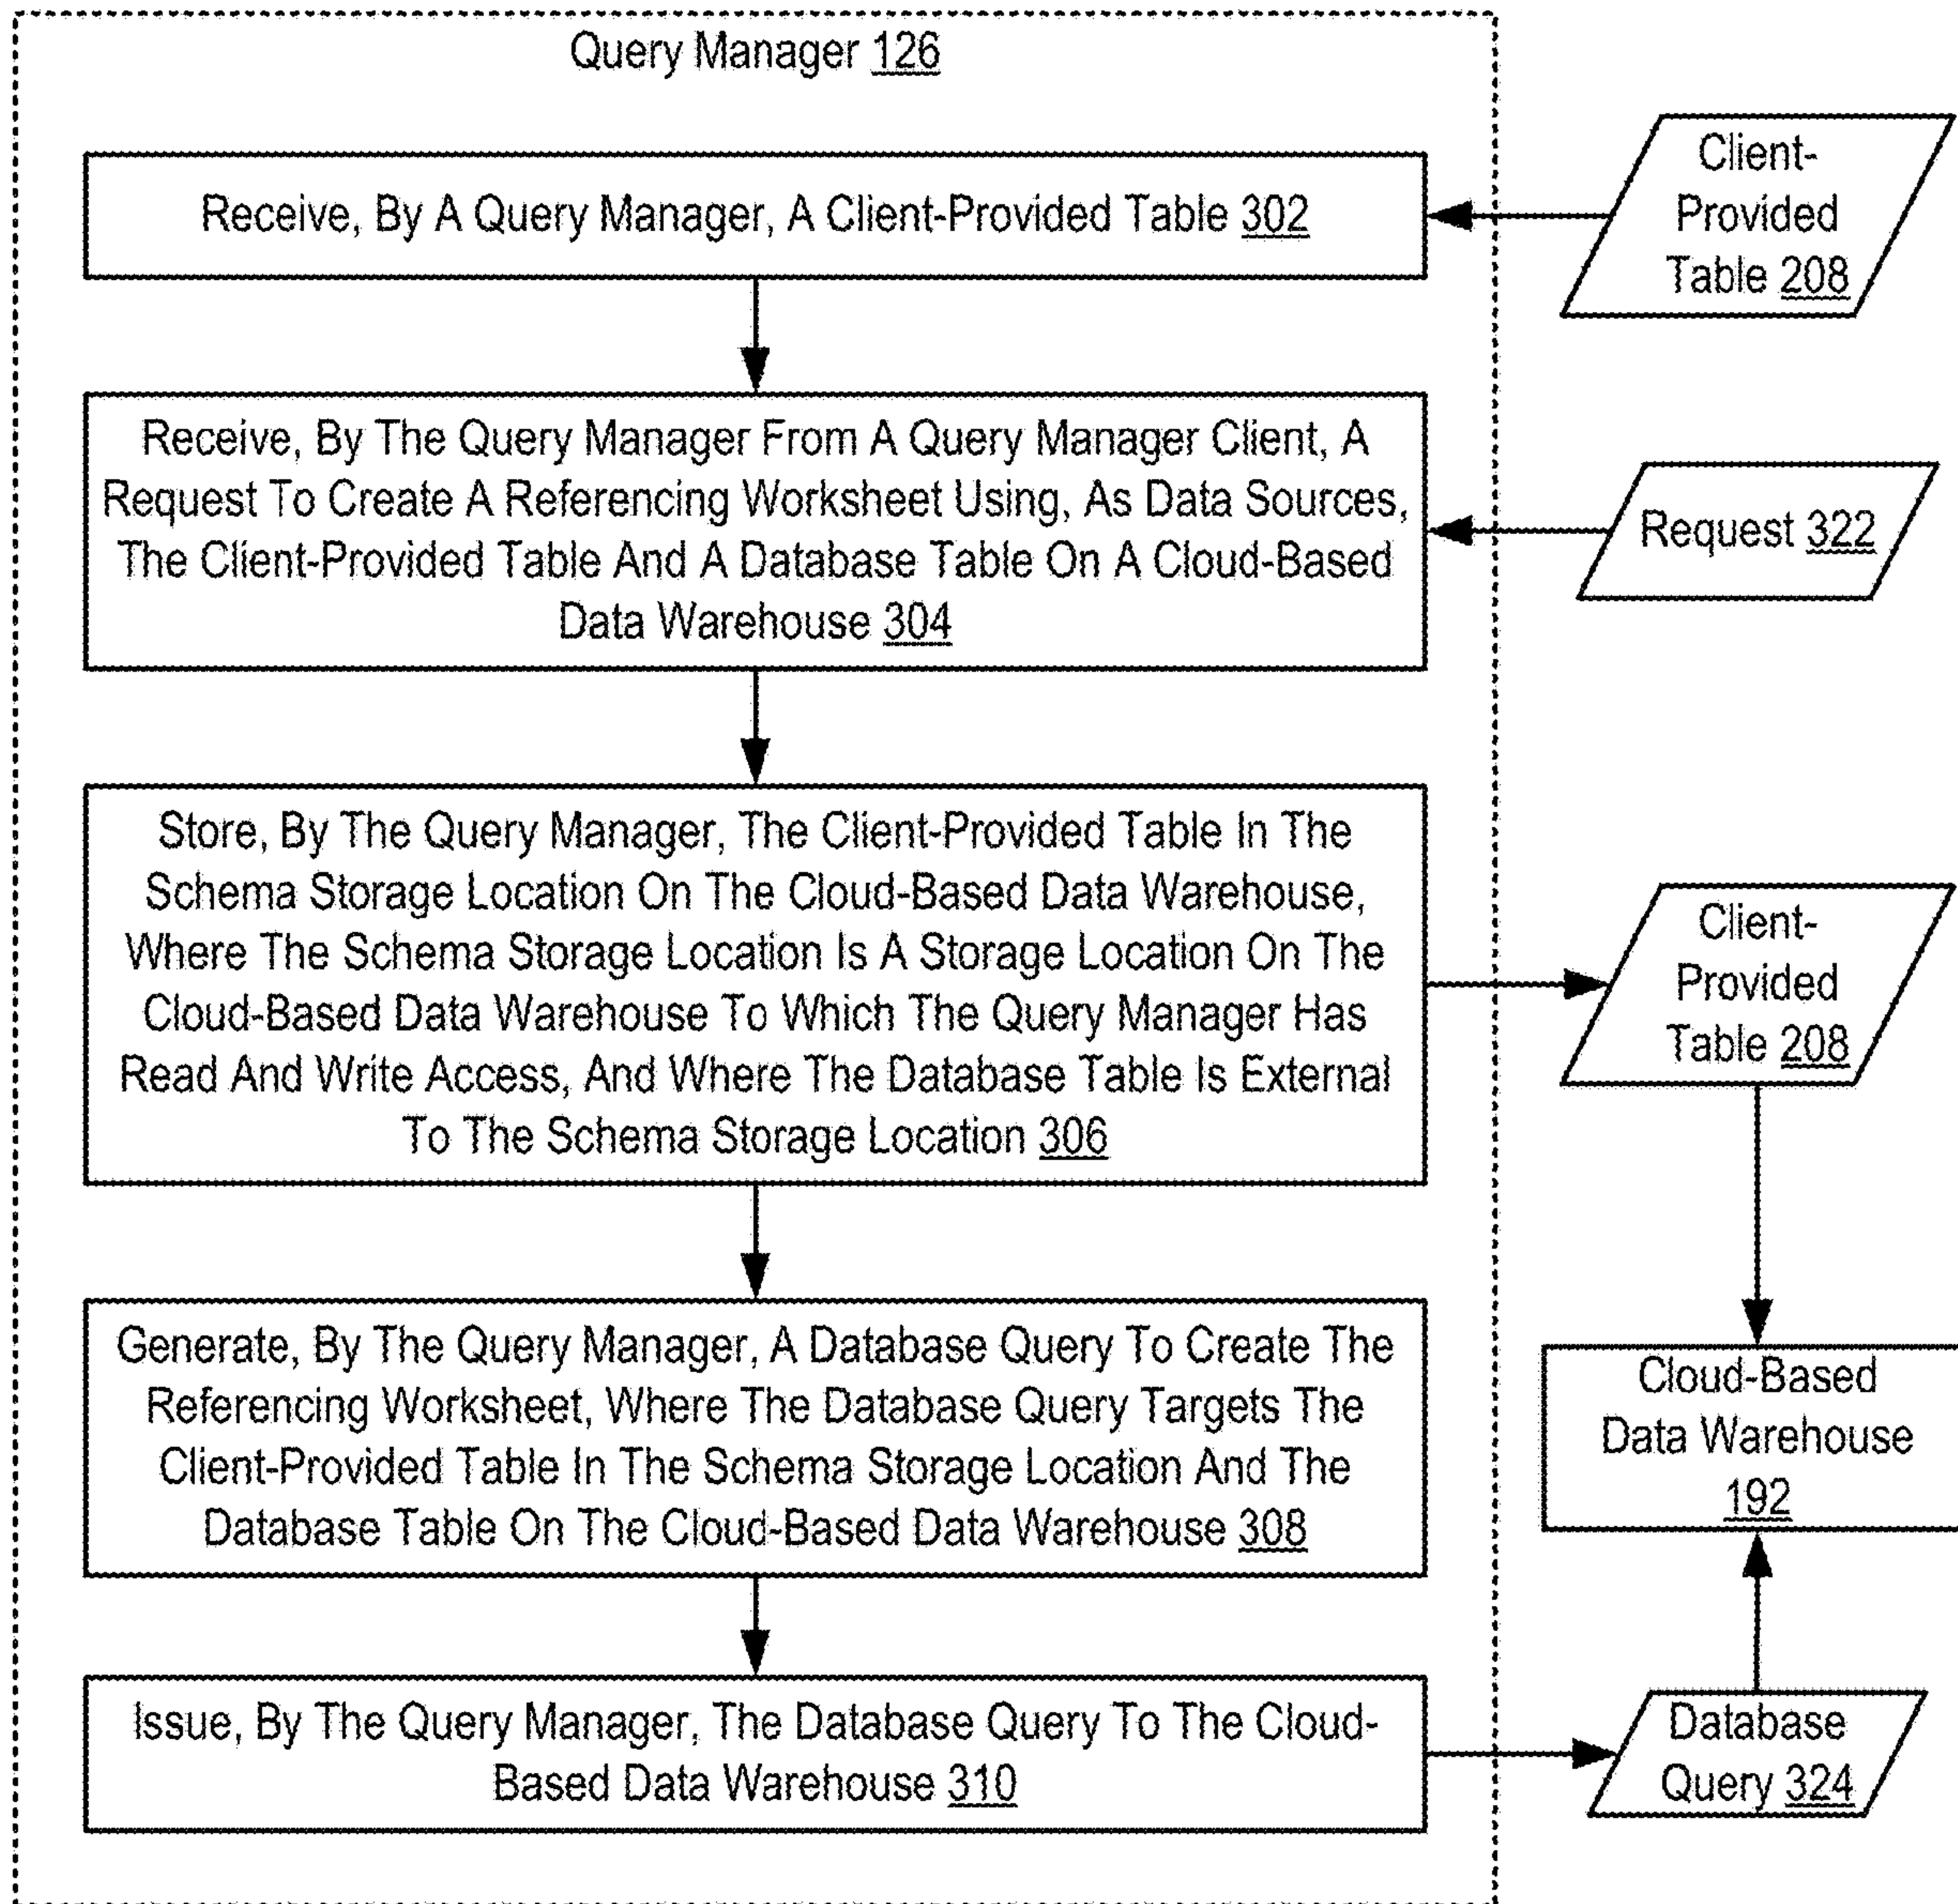 Query Manager 126
Receive, By A Query Manager, A Client-Provided Table 302
Client-
Provided
Table 208
Receive, By The Query Manager From A Query Manager Client, A
Request To Create A Referencing Worksheet Using, As Data Sources,
The Client-Provided Table And A Database Table On A Cloud-Based
Data Warehouse 304
Request 322
Store, By The Query Manager, The Client-Provided Table In The
Schema Storage Location On The Cloud-Based Data Warehouse,
Where The Schema Storage Location Is A Storage Location On The
Cloud-Based Data Warehouse To Which The Query Manager Has
Read And Write Access, And Where The Database Table Is External
To The Schema Storage Location 306
Client-
Provided
Table 208
Generate, By The Query Manager, A Database Query To Create The
Referencing Worksheet, Where The Database Query Targets The
Client-Provided Table In The Schema Storage Location And The
Database Table On The Cloud-Based Data Warehouse 308
Cloud-Based
Data Warehouse
192
Issue, By The Query Manager, The Database Query To The Cloud-
Based Data Warehouse 310
Database
Query 324